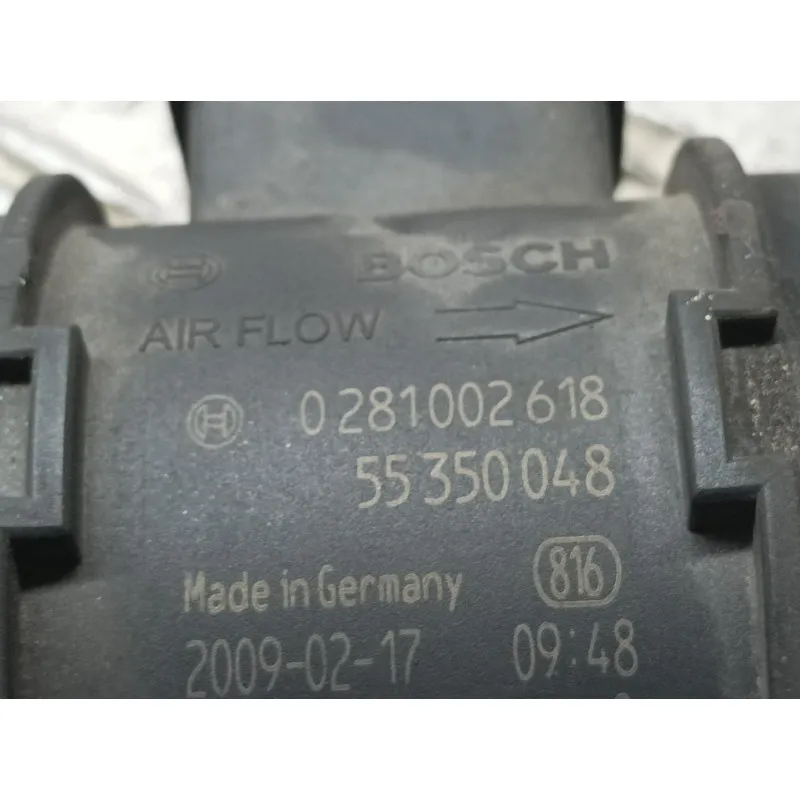 BOSCH
AIR FLOW
0 281 002 618
55 350 048
Made in Germany 816
2009-02-17 09:48